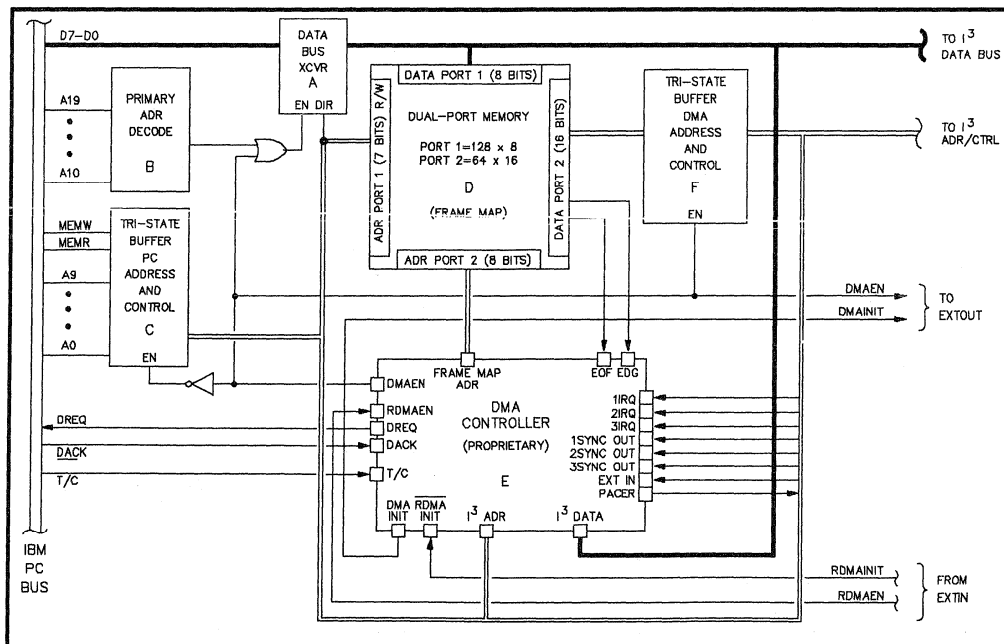 D7-D0
DATA
BUS
XCVR
A
EN DIR
TO I³
DATA BUS
A19
A10
PRIMARY
ADR
DECODE
B
DATA PORT 1 (8 BITS)
ADR PORT 1 (7 BITS) R/W
DUAL-PORT MEMORY
PORT 1=128 x 8
PORT 2=64 x 16
D
(FRAME MAP)
DATA PORT 2 (16 BITS)
ADR PORT 2 (8 BITS)
TRI-STATE
BUFFER
DMA
ADDRESS
AND
CONTROL
F
EN
TO I³
ADR/CTRL
MEMW
MEMR
A9
A0
TRI-STATE
BUFFER
PC
ADDRESS
AND
CONTROL
C
EN
DMAEN
DMAINIT
TO
EXTOUT
FRAME MAP
ADR
EOF EDG
DMAEN
RDMAEN
DREQ
DACK
T/C
DMA
CONTROLLER
(PROPRIETARY)
E
1IRQ
2IRQ
3IRQ
1SYNC OUT
2SYNC OUT
3SYNC OUT
EXT IN
PACER
DREQ
DACK
T/C
DMA
INIT
RDMA
INIT
I³ ADR
I³ DATA
IBM
PC
BUS
RDMAINIT
RDMAEN
FROM
EXTIN